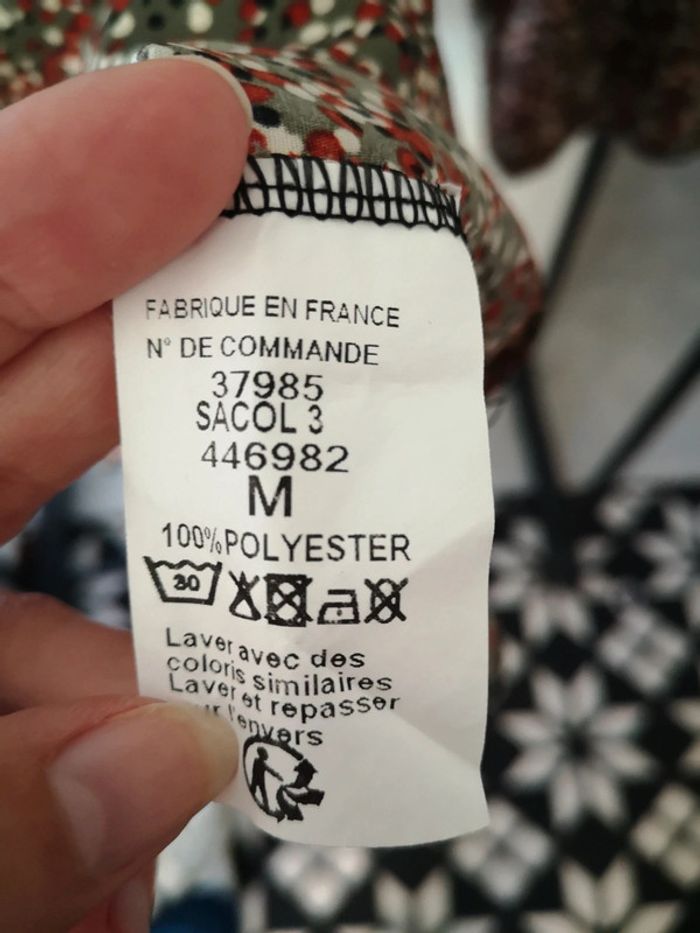 FABRIQUE EN FRANCE
N° DE COMMANDE
37985
SACOL 3
446982
M
100%POLYESTER
30
Laver avec des
coloris similaires
Laver et repasser
l'envers